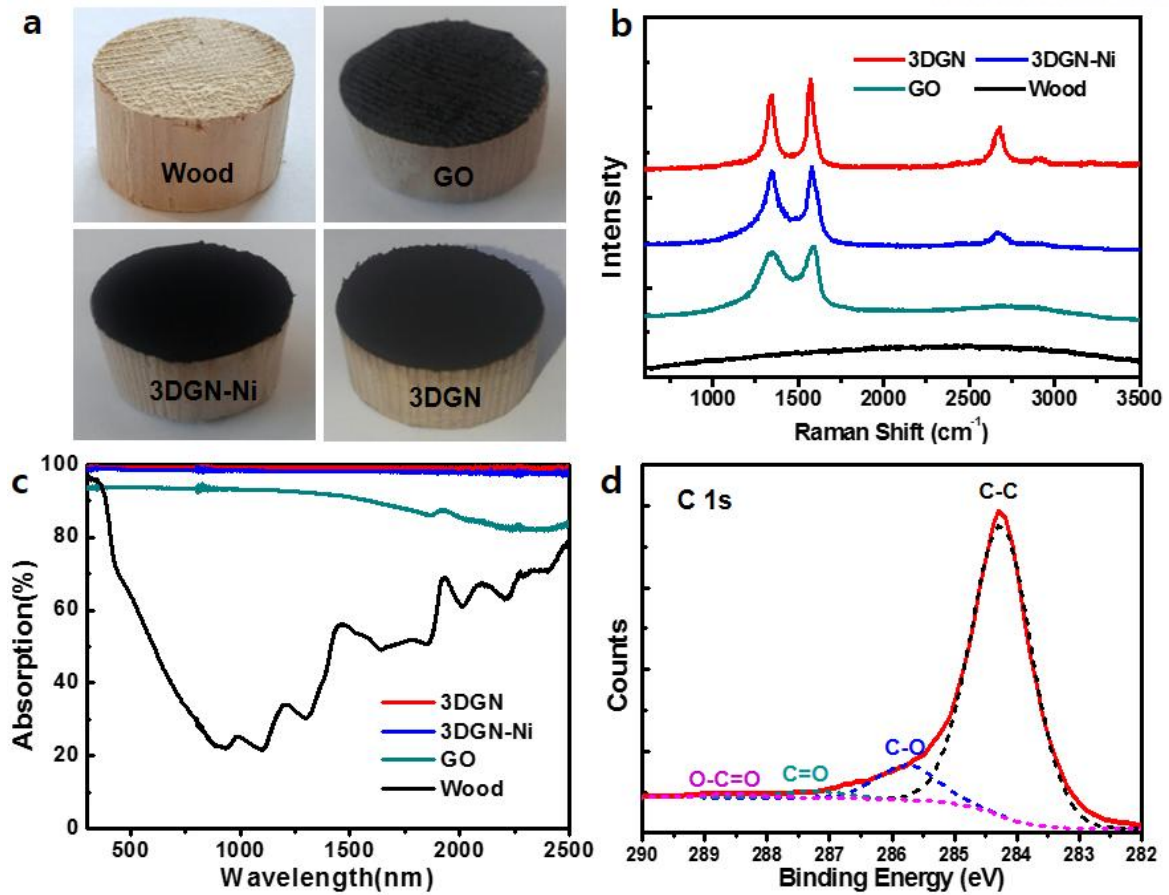 a
Wood
GO
3DGN-Ni
3DGN
b
3DGN
3DGN-Ni
GO
Wood
Intensity
1000 1500 2000 2500 3000 3500
Raman Shift (cm⁻¹)
c
100
80
60
40
20
0
Absorption(%)
3DGN
3DGN-Ni
GO
Wood
500 1000 1500 2000 2500
Wavelength(nm)
d
C 1s
C-C
C-O
C=O
O-C=O
Counts
290 289 288 287 286 285 284 283 282
Binding Energy (eV)